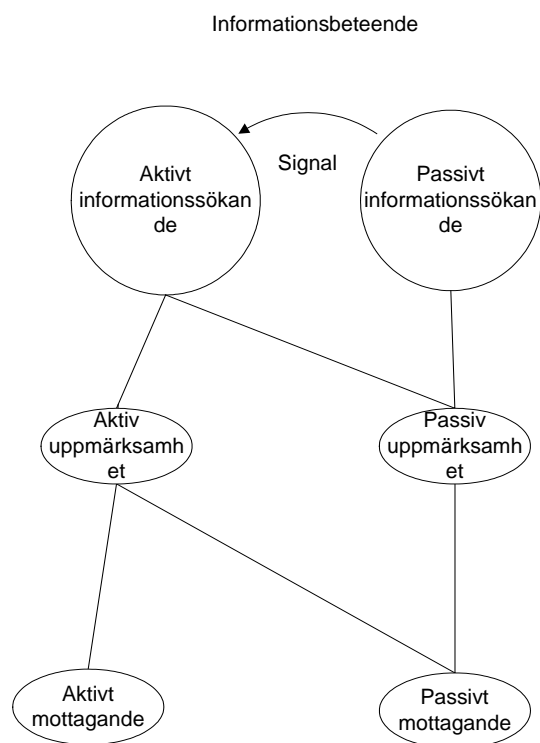 Informationsbeteende
Aktivt
informationssökan
de
Signal
Passivt
informationssökan
de
Aktiv
uppmärksamh
et
Passiv
uppmärksamh
et
Aktivt
mottagande
Passivt
mottagande